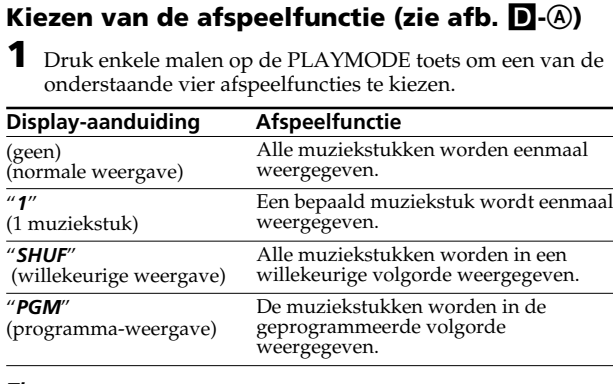 Kiezen van de afspeelfunctie (zie afb. D-Ⓐ)
1 Druk enkele malen op de PLAYMODE toets om een van de
onderstaande vier afspeelfuncties te kiezen.
Display-aanduiding Afspeelfunctie
(geen) Alle muziekstukken worden eenmaal
(normale weergave) weergegeven.
“1” Een bepaald muziekstuk wordt eenmaal
(1 muziekstuk) weergegeven.
“SHUF” Alle muziekstukken worden in een
(willekeurige weergave) willekeurige volgorde weergegeven.
“PGM” De muziekstukken worden in de
(programma-weergave) geprogrammeerde volgorde
weergegeven.